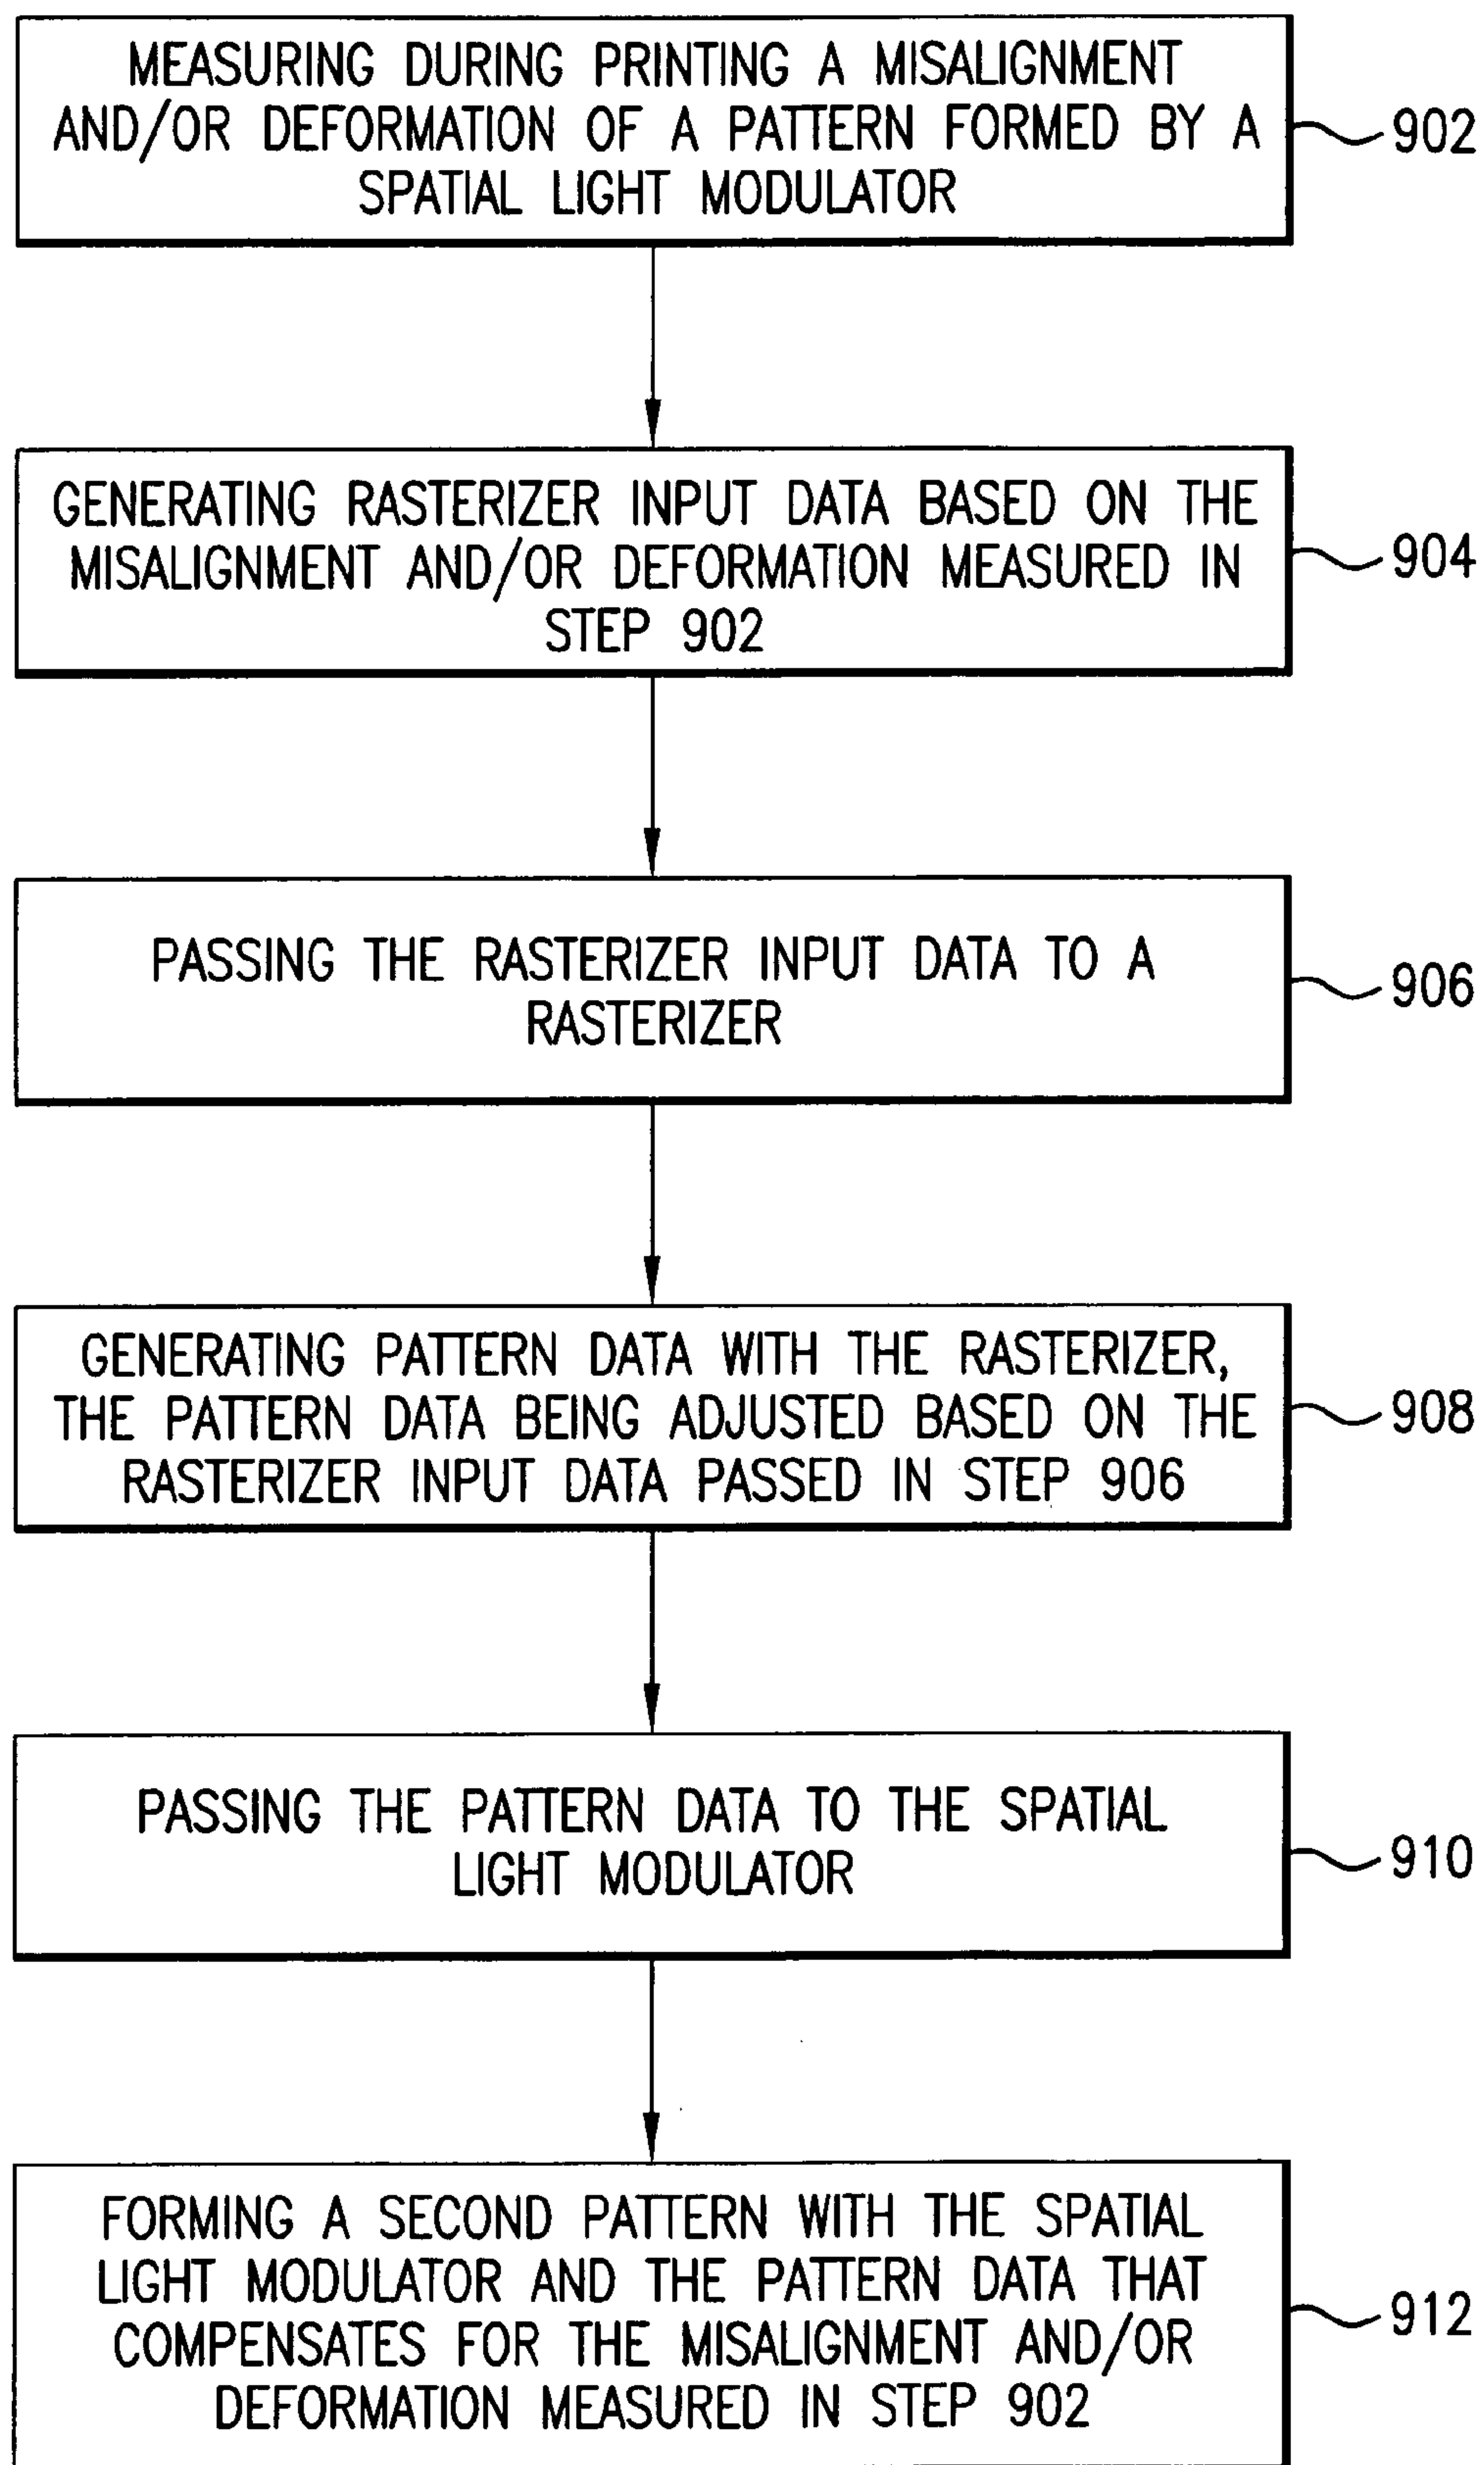 MEASURING DURING PRINTING A MISALIGNMENT
AND/OR DEFORMATION OF A PATTERN FORMED BY A
SPATIAL LIGHT MODULATOR
902
GENERATING RASTERIZER INPUT DATA BASED ON THE
MISALIGNMENT AND/OR DEFORMATION MEASURED IN
STEP 902
904
PASSING THE RASTERIZER INPUT DATA TO A
RASTERIZER
906
GENERATING PATTERN DATA WITH THE RASTERIZER,
THE PATTERN DATA BEING ADJUSTED BASED ON THE
RASTERIZER INPUT DATA PASSED IN STEP 906
908
PASSING THE PATTERN DATA TO THE SPATIAL
LIGHT MODULATOR
910
FORMING A SECOND PATTERN WITH THE SPATIAL
LIGHT MODULATOR AND THE PATTERN DATA THAT
COMPENSATES FOR THE MISALIGNMENT AND/OR
DEFORMATION MEASURED IN STEP 902
912